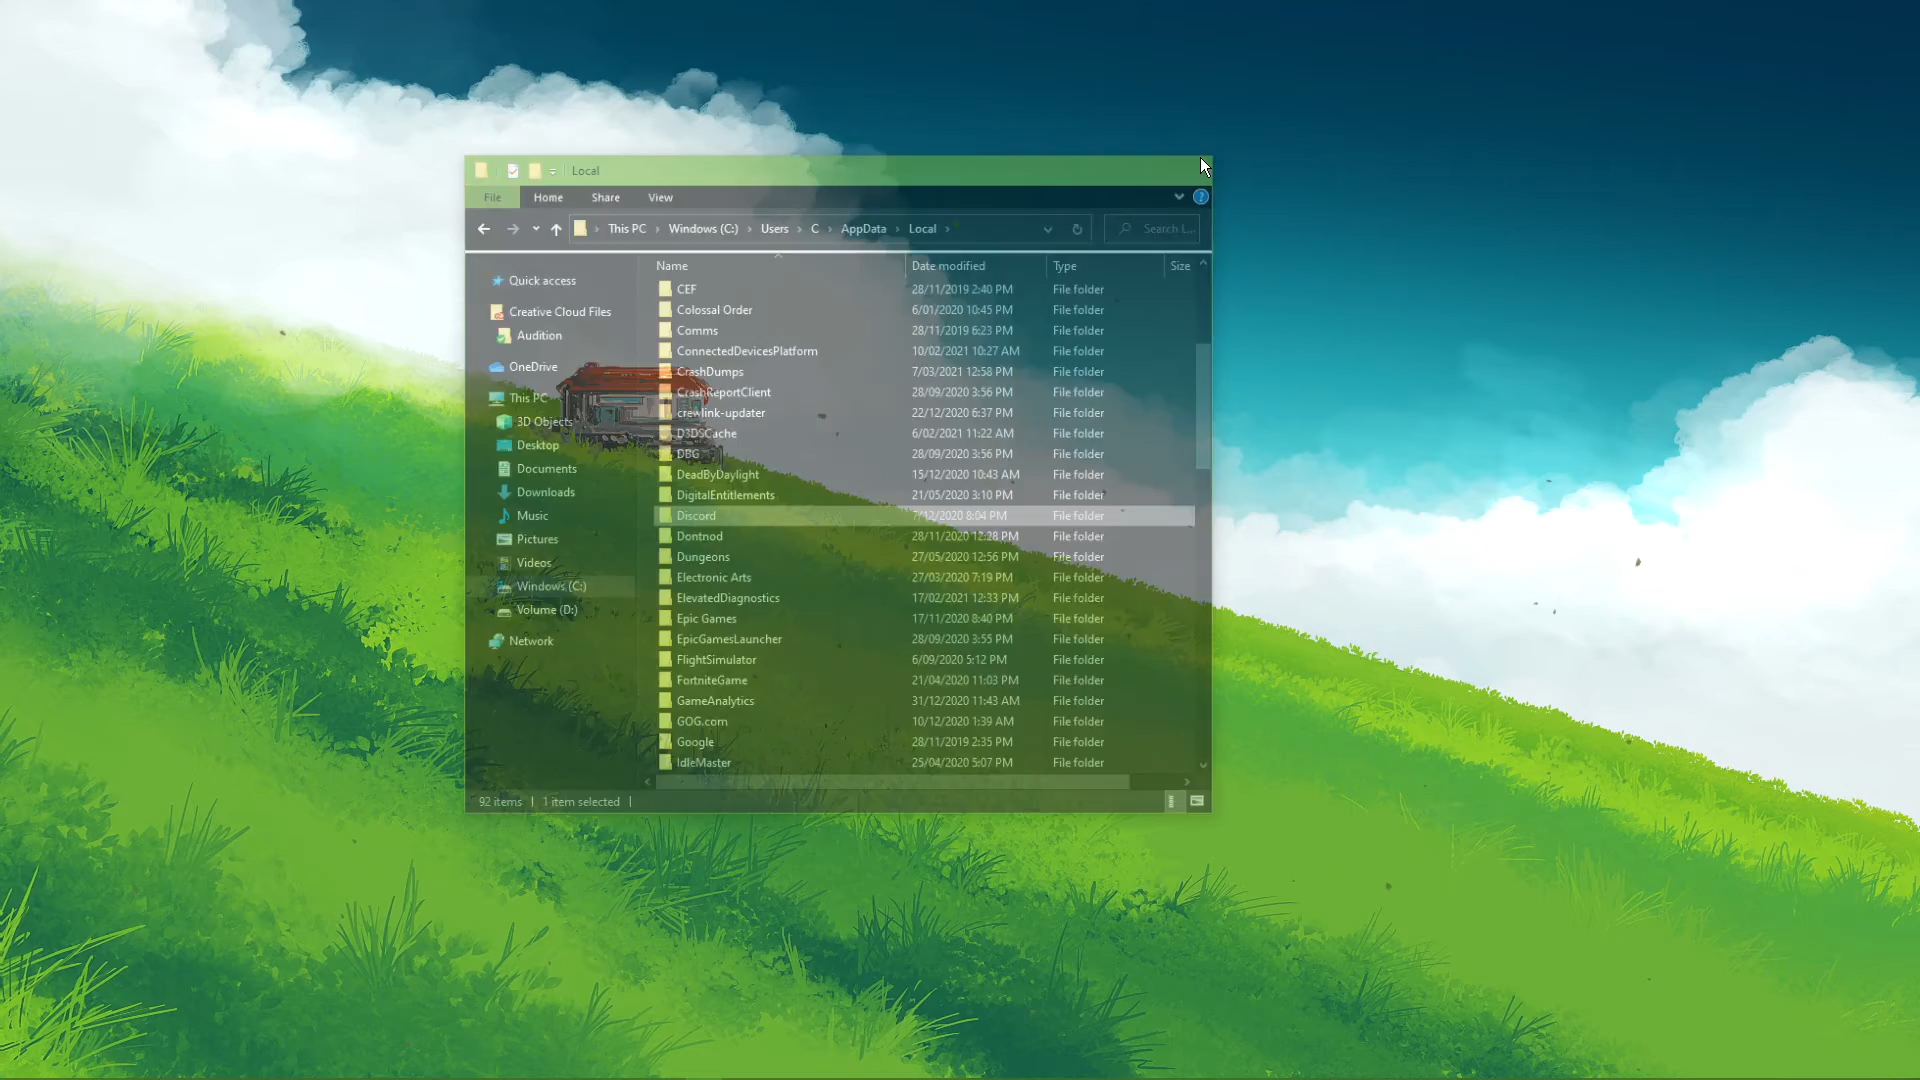 Local
File Home Share View
This PC Windows (C:) Users C AppData Local Search L...
Name Date modified Type Size
Quick access
Creative Cloud Files
Audition
OneDrive
This PC
3D Objects
Desktop
Documents
Downloads
Music
Pictures
Videos
Windows (C:)
Volume (D:)
Network
CEF 28/11/2019 2:40 PM File folder
Colossal Order 6/01/2020 10:45 PM File folder
Comms 28/11/2019 6:23 PM File folder
ConnectedDevicesPlatform 10/02/2021 10:27 AM File folder
CrashDumps 7/03/2021 12:58 PM File folder
CrashReportClient 28/09/2020 3:56 PM File folder
crewlink-updater 22/12/2020 6:37 PM File folder
D3DSCache 6/02/2021 11:22 AM File folder
DBG 28/09/2020 3:56 PM File folder
DeadByDaylight 15/12/2020 10:43 AM File folder
DigitalEntitlements 21/05/2020 3:10 PM File folder
Discord 7/12/2020 8:04 PM File folder
Dontnod 28/11/2020 12:28 PM File folder
Dungeons 27/05/2020 12:56 PM File folder
Electronic Arts 27/03/2020 7:19 PM File folder
ElevatedDiagnostics 17/02/2021 12:33 PM File folder
Epic Games 17/11/2020 8:40 PM File folder
EpicGamesLauncher 28/09/2020 3:55 PM File folder
FlightSimulator 6/09/2020 5:12 PM File folder
FortniteGame 21/04/2020 11:03 PM File folder
GameAnalytics 31/12/2020 11:43 AM File folder
GOG.com 10/12/2020 1:39 AM File folder
Google 28/11/2019 2:35 PM File folder
IdleMaster 25/04/2020 5:07 PM File folder
92 items 1 item selected